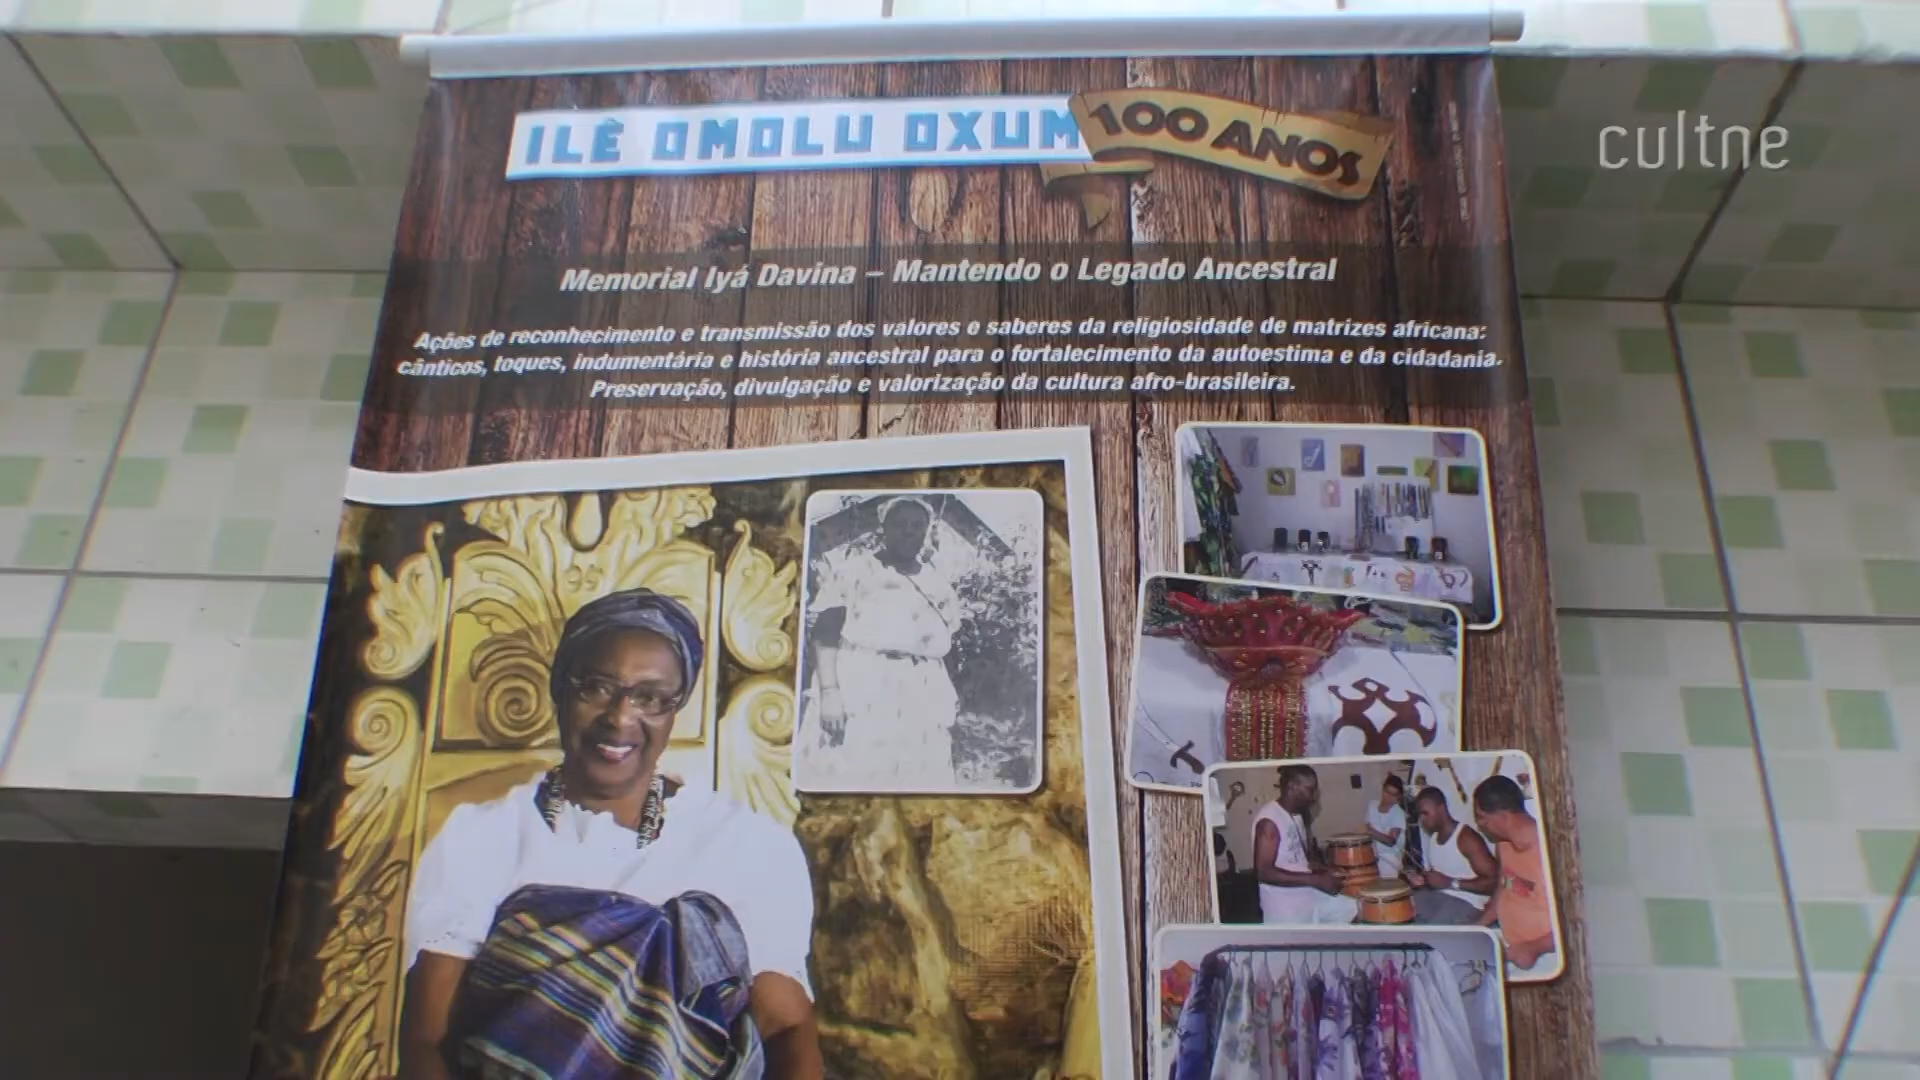 ILÊ OMOLU OXUM
100 ANOS
cultne
Memorial Iyá Davina – Mantendo o Legado Ancestral
Ações de reconhecimento e transmissão dos valores e saberes da religiosidade de matrizes africana:
cânticos, toques, indumentária e história ancestral para o fortalecimento da autoestima e da cidadania.
Preservação, divulgação e valorização da cultura afro-brasileira.